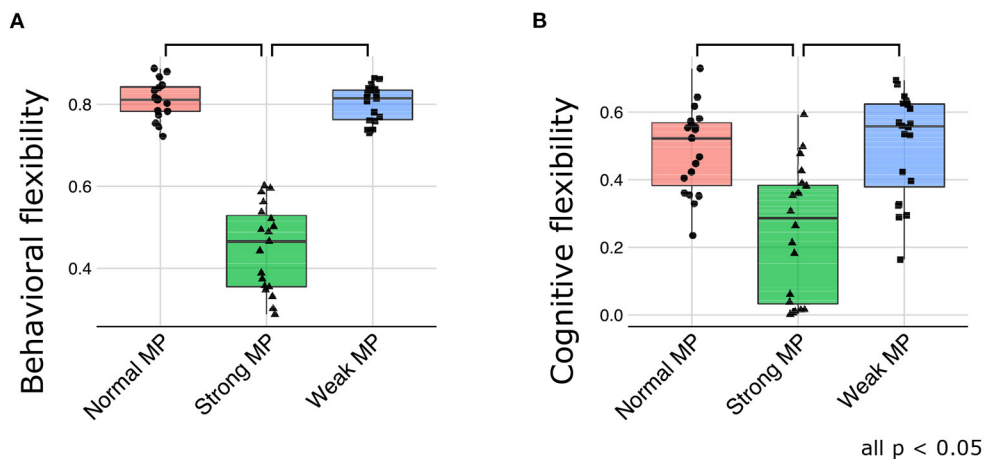 A
Behavioral flexibility
0.8
0.6
0.4
Normal MP
Strong MP
Weak MP
B
Cognitive flexibility
0.6
0.4
0.2
0.0
Normal MP
Strong MP
Weak MP
all p < 0.05